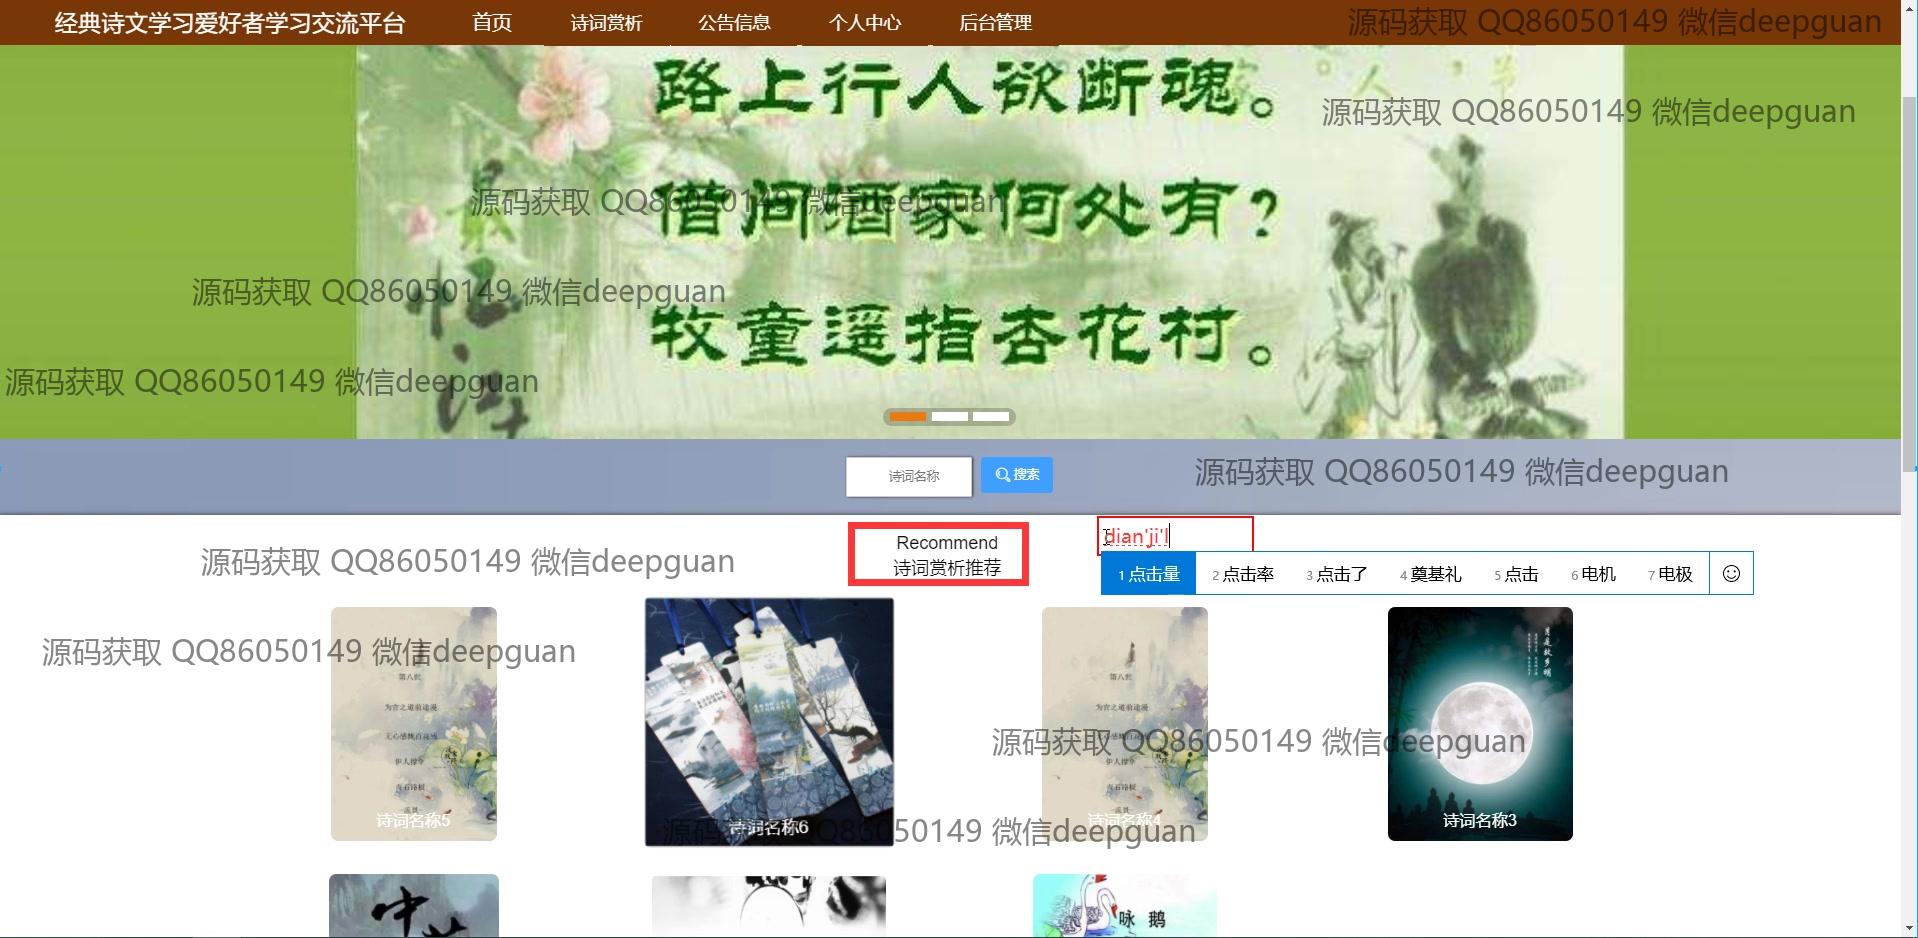 经典诗文学习爱好者学习交流平台 首页 诗词赏析 公告信息 个人中心 后台管理
源码获取 QQ86050149 微信deepguan
路上行人欲断魂。
源码获取 QQ86050149 微信deepguan
借问酒家何处有?
源码获取 QQ86050149 微信deepguan
源码获取 QQ86050149 微信deepguan
牧童遥指杏花村。
源码获取 QQ86050149 微信deepguan
诗词名称 搜索
源码获取 QQ86050149 微信deepguan
Recommend
诗词赏析推荐
dian'ji'l
1 点击量 2 点击率 3 点击了 4 奠基礼 5 点击 6 电机 7 电极
源码获取 QQ86050149 微信deepguan
源码获取 QQ86050149 微信deepguan
月是故乡明
源码获取 QQ86050149 微信deepguan
诗词名称5
诗词名称6
诗词名称4
诗词名称3
源码获取 QQ86050149 微信deepguan
咏鹅